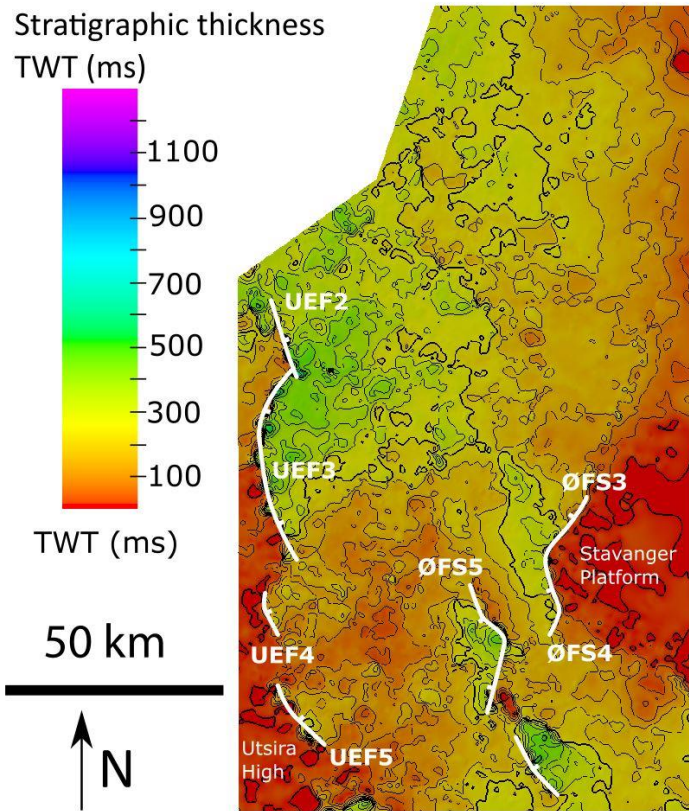 Stratigraphic thickness
TWT (ms)
1100
900
700
500
300
100
TWT (ms)
50 km
N
UEF2
UEF3
ØFS3
Stavanger
Platform
ØFS5
ØFS4
UEF4
Utsira
High
UEF5